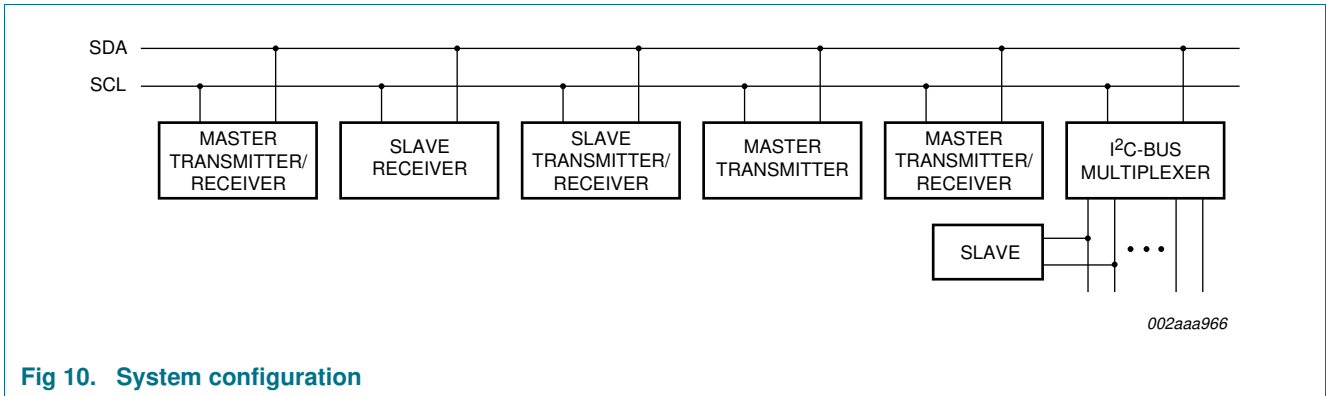 SDA
SCL
MASTER
TRANSMITTER/
RECEIVER
SLAVE
RECEIVER
SLAVE
TRANSMITTER/
RECEIVER
MASTER
TRANSMITTER
MASTER
TRANSMITTER/
RECEIVER
I²C-BUS
MULTIPLEXER
SLAVE
002aaa966
Fig 10. System configuration